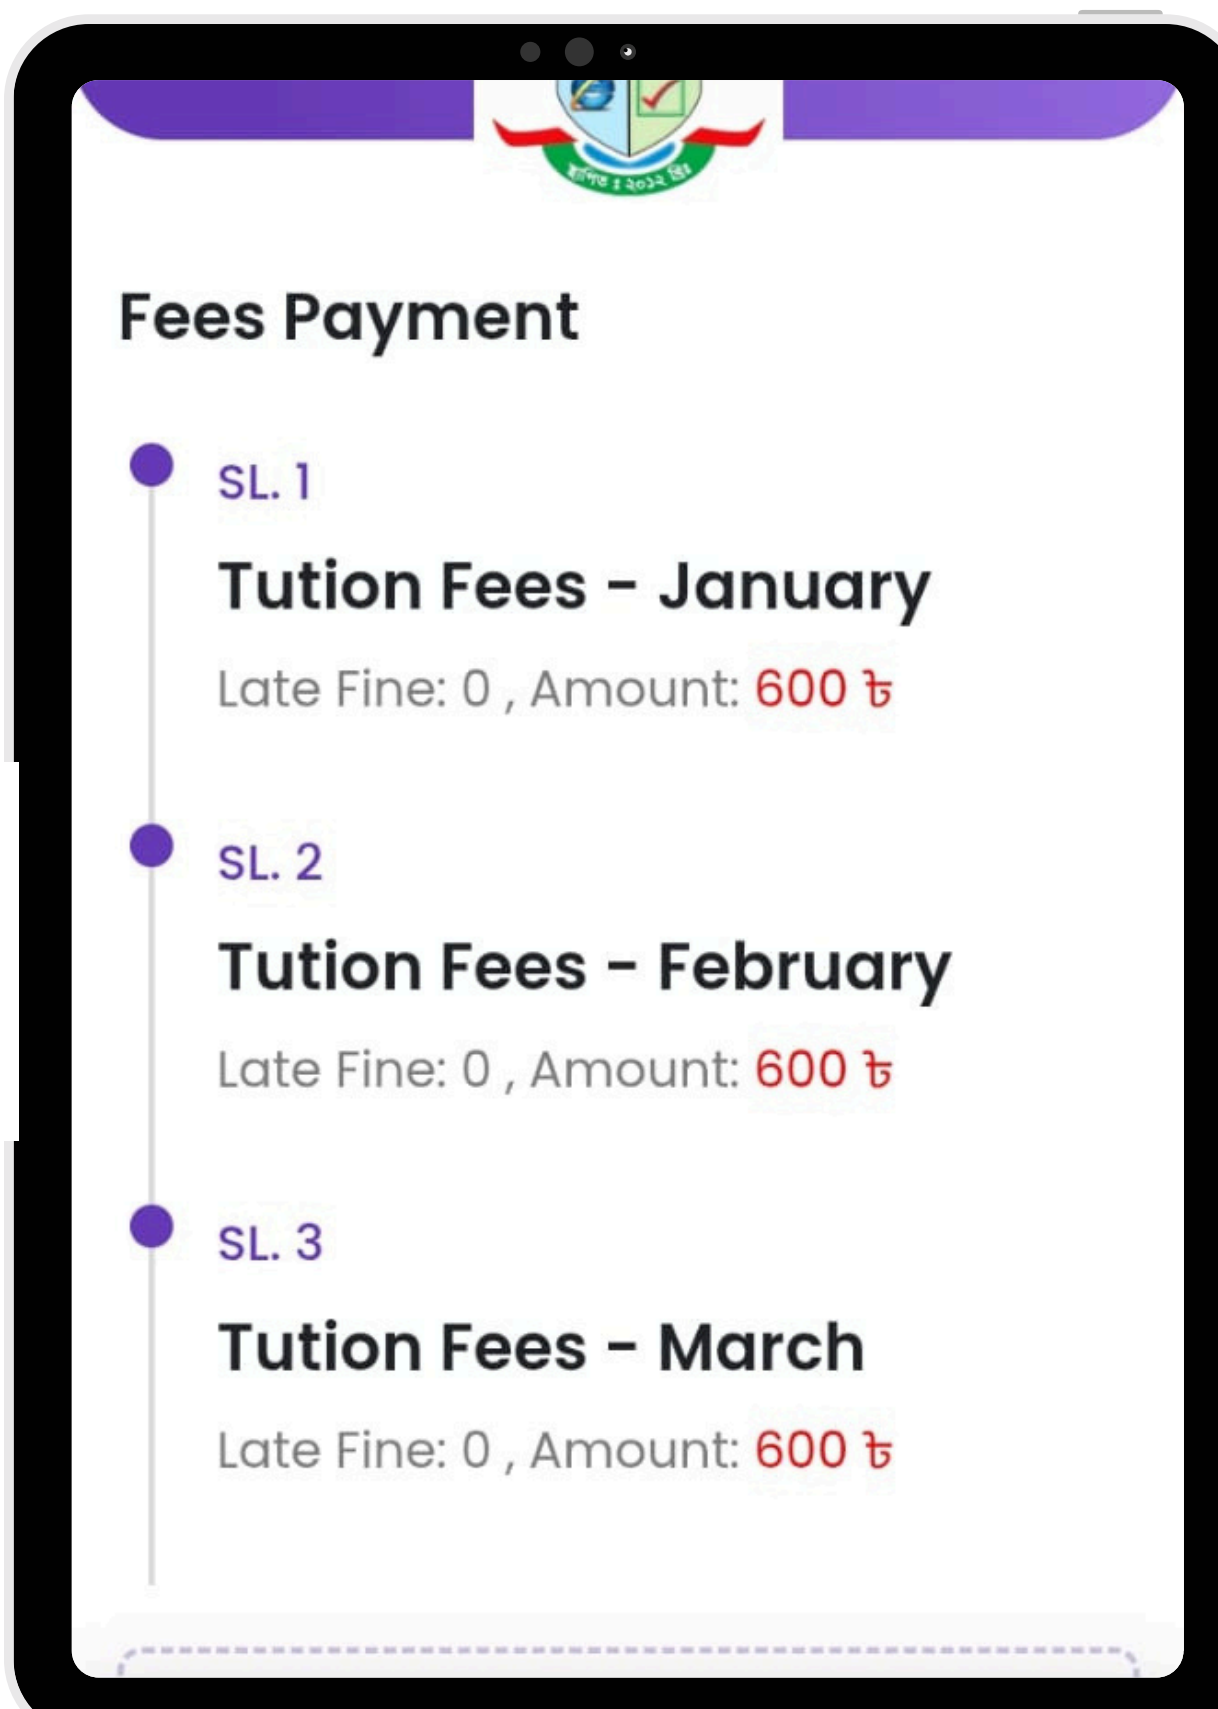 স্থাপিত : ২০১২ খ্রিঃ
Fees Payment
SL. 1
Tution Fees - January
Late Fine: 0 , Amount: 600 ৳
SL. 2
Tution Fees - February
Late Fine: 0 , Amount: 600 ৳
SL. 3
Tution Fees - March
Late Fine: 0 , Amount: 600 ৳